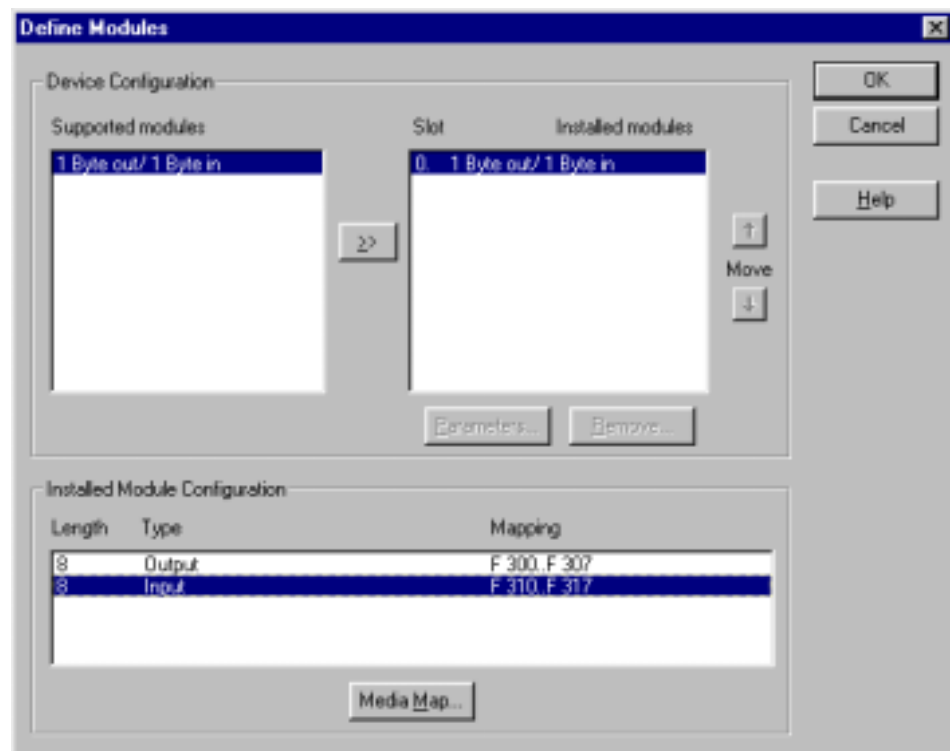 Define Modules
Device Configuration
OK
Supported modules
Slot Installed modules
Cancel
1 Byte out/ 1 Byte in
0. 1 Byte out/ 1 Byte in
Help
>>
Move
Parameters...
Remove...
Installed Module Configuration
Length Type Mapping
8 Output F 300..F 307
8 Input F 310..F 317
Media Map...